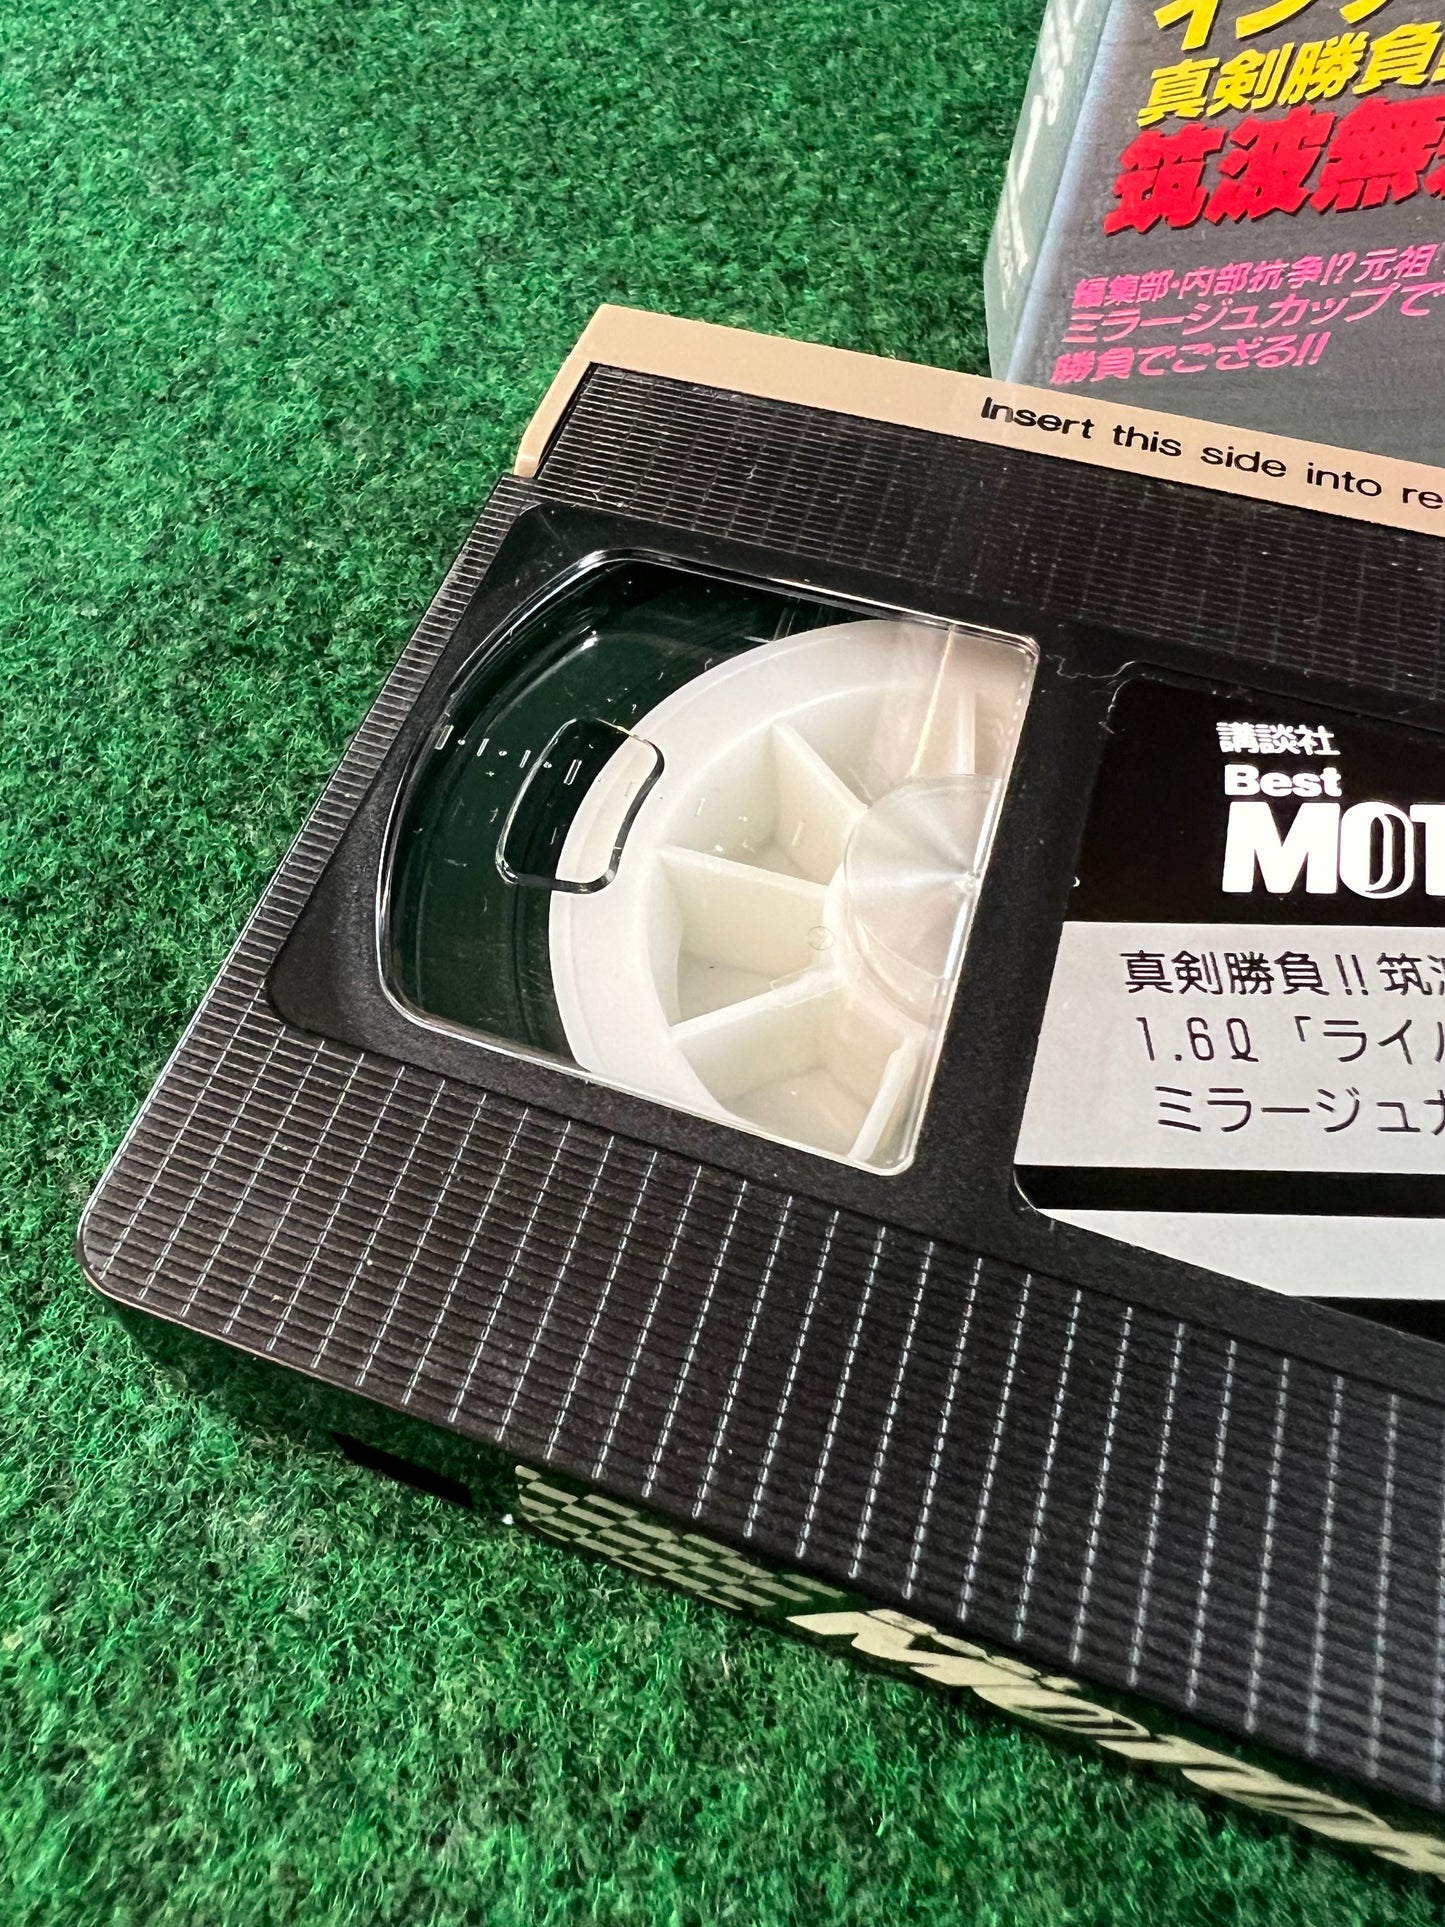 真剣勝負
筑波無
編集部・内部抗争!?元祖
ミラージュカップで
勝負でござる!!
Insert this side into
講談社
Best
MOT
真剣勝負!! 筑波
1.6ℓ 「ライ
ミラージュカ